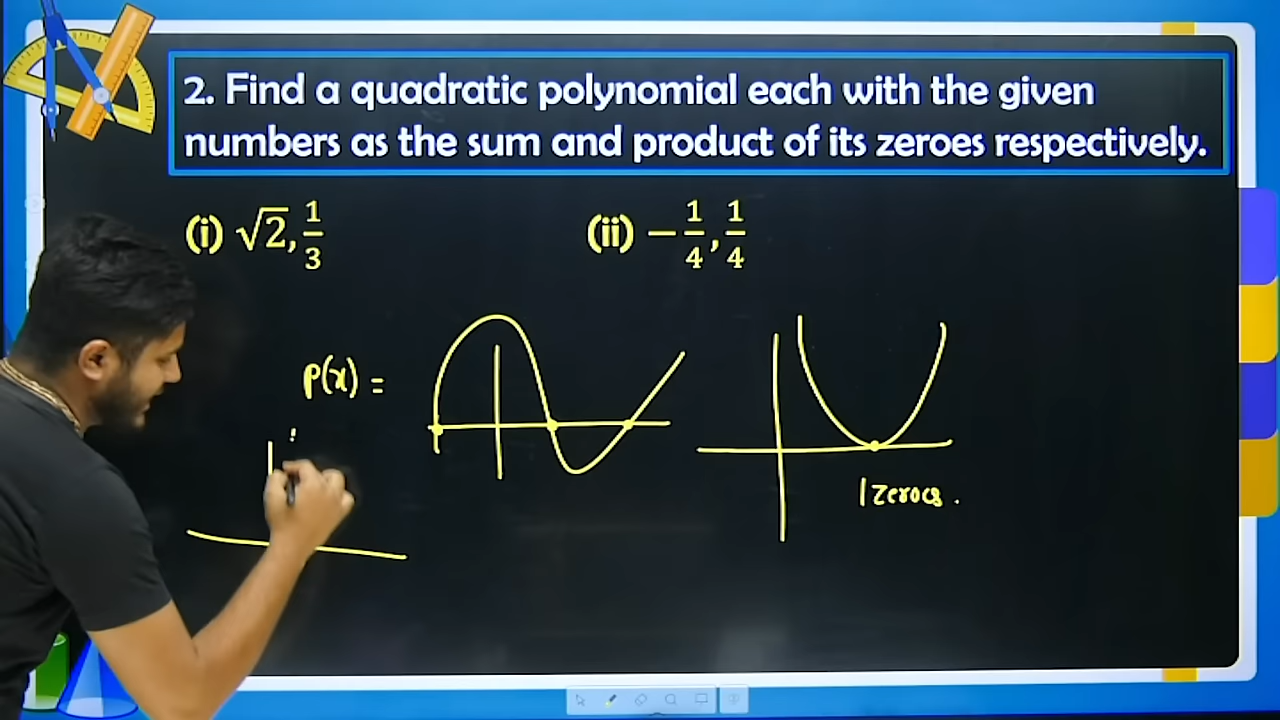 2. Find a quadratic polynomial each with the given
numbers as the sum and product of its zeroes respectively.
(i) √2, 1/3
(ii) −1/4, 1/4
p(x) =
1 zeroes.